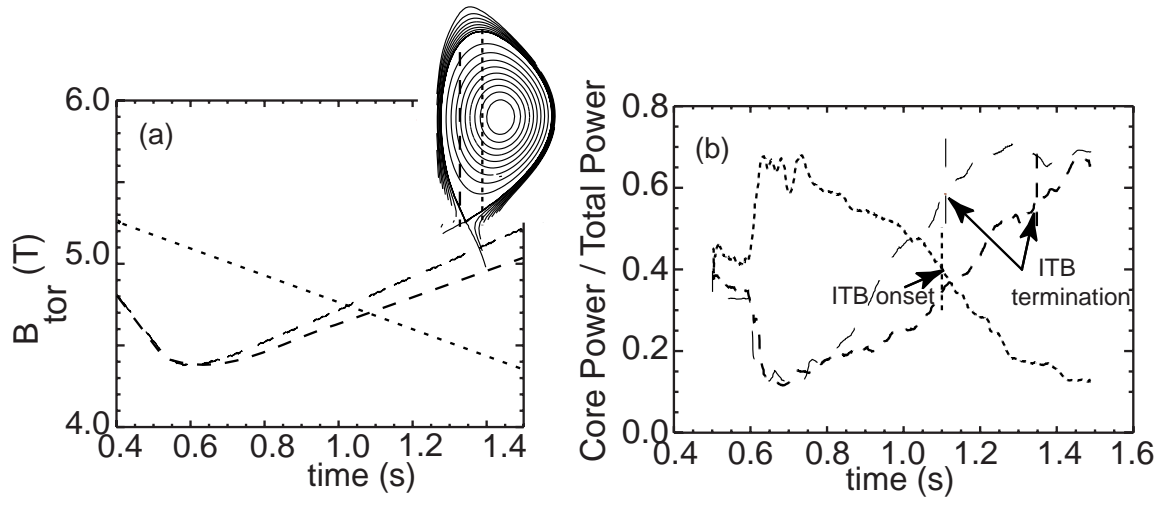 (a)
6.0
5.0
4.0
B tor (T)
0.4 0.6 0.8 1.0 1.2 1.4
time (s)
(b)
0.8
0.6
0.4
0.2
0.0
Core Power / Total Power
ITB onset
ITB
termination
0.4 0.6 0.8 1.0 1.2 1.4 1.6
time (s)